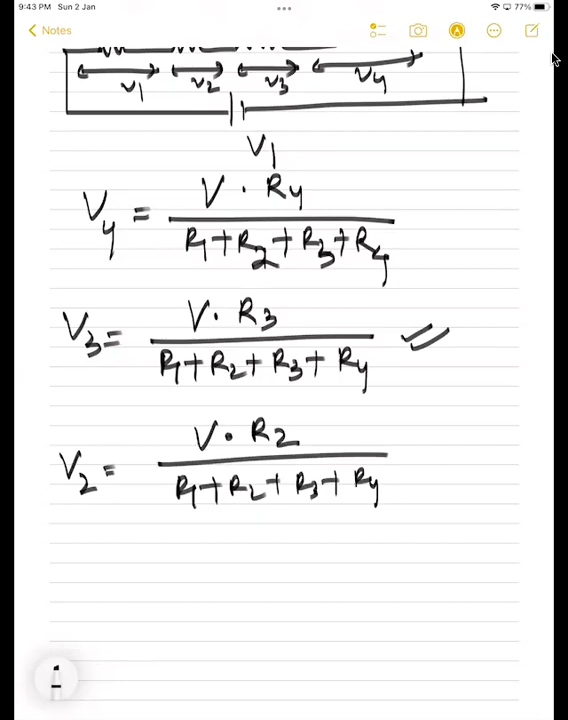 9:43 PM Sun 2 Jan
77%
Notes
V1 V2 V3 V4
V1
V4 = V . R4
R1+R2+R3+R4
V3= V. R3
R1+R2+R3+R4
V2 = V. R2
R1+R2+R3+R4